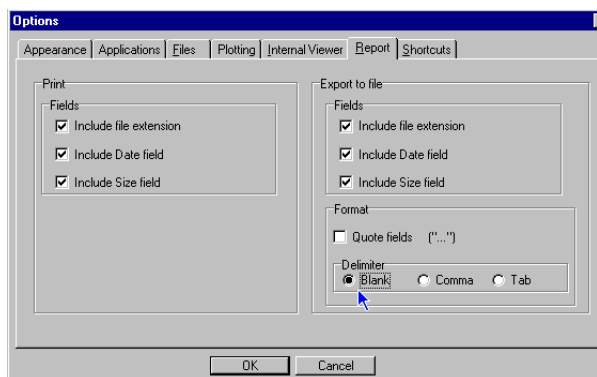 Options
Appearance Applications Files Plotting Internal Viewer Report Shortcuts
Print
Fields
Include file extension
Include Date field
Include Size field
Export to file
Fields
Include file extension
Include Date field
Include Size field
Format
Quote fields ("...")
Delimiter
Blank Comma Tab
OK Cancel